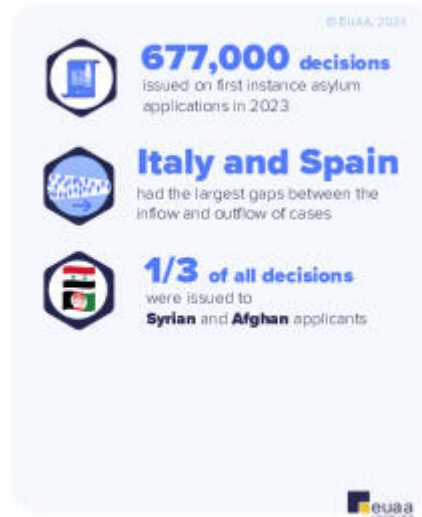 © EUAA, 2024
677,000 decisions
issued on first instance asylum
applications in 2023
Italy and Spain
had the largest gaps between the
inflow and outflow of cases
1/3 of all decisions
were issued to
Syrian and Afghan applicants
euaa